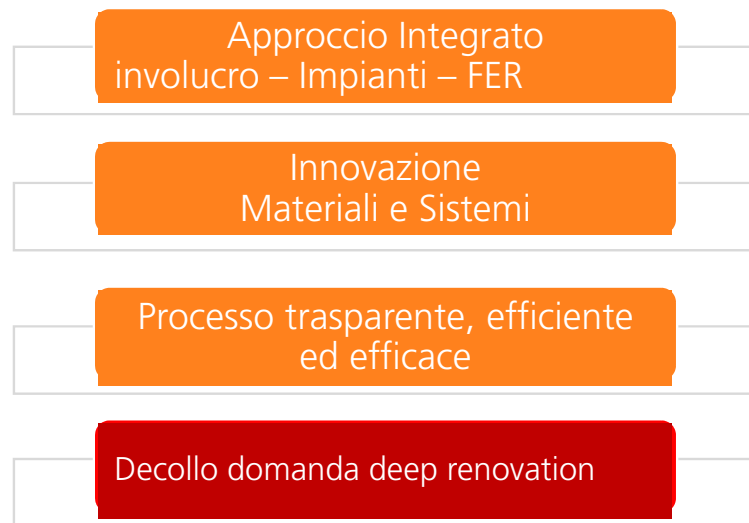 Approccio Integrato
involucro – Impianti – FER
Innovazione
Materiali e Sistemi
Processo trasparente, efficiente
ed efficace
Decollo domanda deep renovation